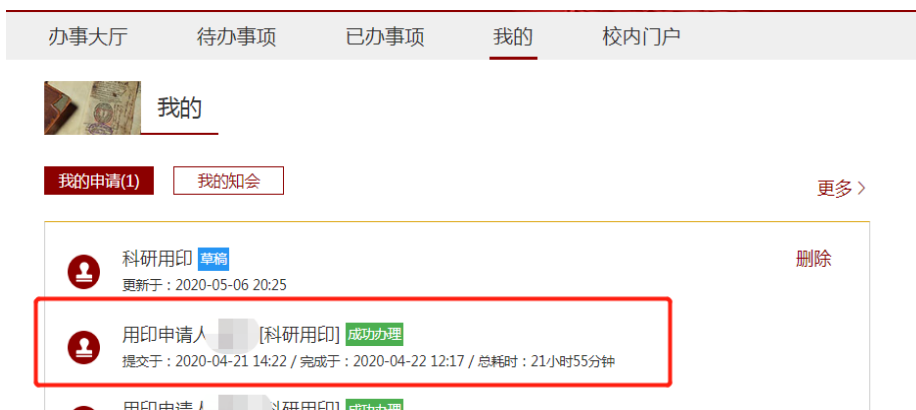 办事大厅 待办事项 已办事项 我的 校内门户
我的
我的申请(1) 我的知会
更多 >
科研用印 草稿 删除
更新于：2020-05-06 20:25
用印申请人 [科研用印] 成功办理
提交于：2020-04-21 14:22 / 完成于：2020-04-22 12:17 / 总耗时：21小时55分钟
用印申请人 科研用印] 成功办理